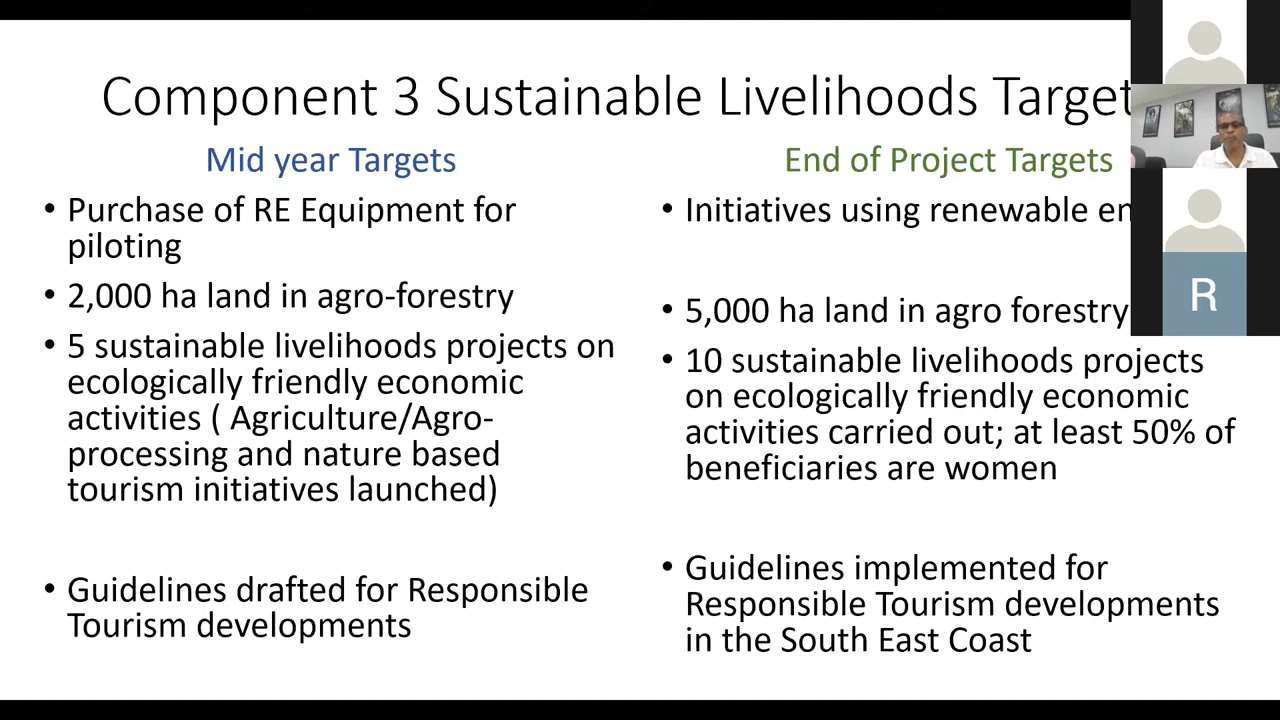 Component 3 Sustainable Livelihoods Target
Mid year Targets
• Purchase of RE Equipment for
piloting
• 2,000 ha land in agro-forestry
• 5 sustainable livelihoods projects on
ecologically friendly economic
activities ( Agriculture/Agro-
processing and nature based
tourism initiatives launched)
• Guidelines drafted for Responsible
Tourism developments
End of Project Targets
• Initiatives using renewable en
• 5,000 ha land in agro forestry
• 10 sustainable livelihoods projects
on ecologically friendly economic
activities carried out; at least 50% of
beneficiaries are women
• Guidelines implemented for
Responsible Tourism developments
in the South East Coast
R